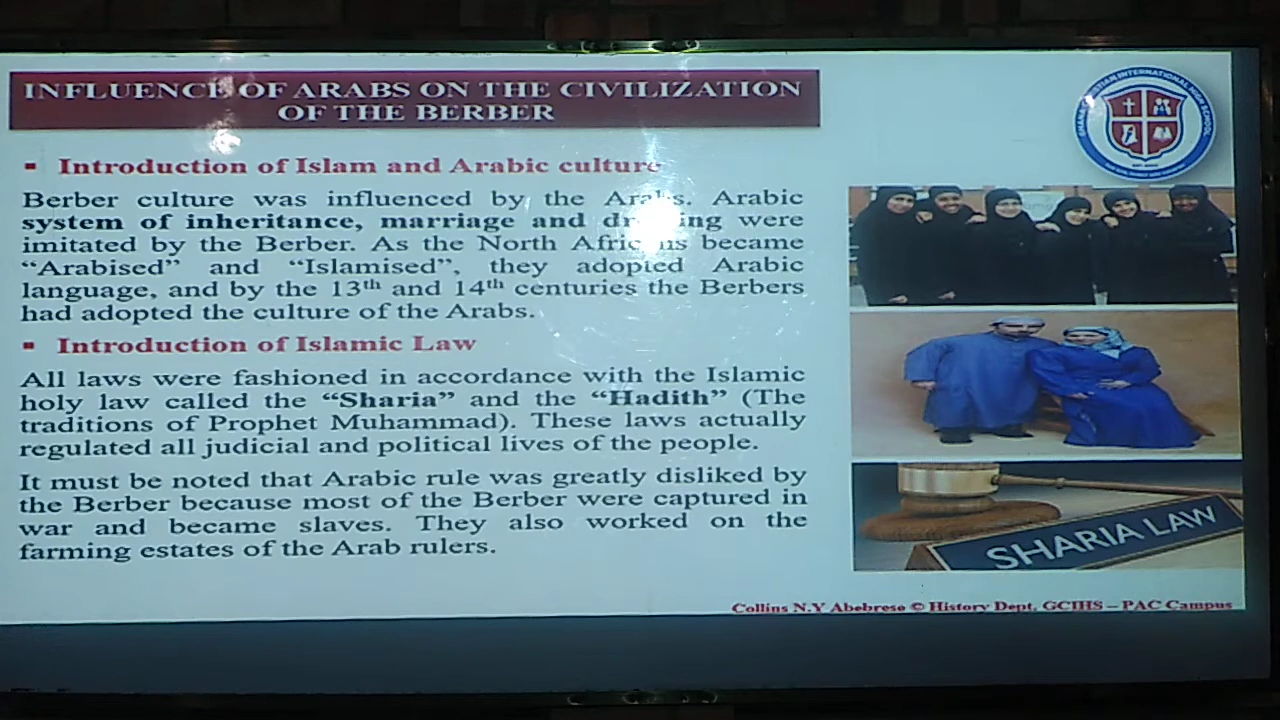 INFLUENCE OF ARABS ON THE CIVILIZATION
OF THE BERBER
▪ Introduction of Islam and Arabic culture
Berber culture was influenced by the Arabs. Arabic
system of inheritance, marriage and were
imitated by the Berber. As the North Africans became
“Arabised” and “Islamised”, they adopted Arabic
language, and by the 13th and 14th centuries the Berbers
had adopted the culture of the Arabs.
▪ Introduction of Islamic Law
All laws were fashioned in accordance with the Islamic
holy law called the “Sharia” and the “Hadith” (The
traditions of Prophet Muhammad). These laws actually
regulated all judicial and political lives of the people.
It must be noted that Arabic rule was greatly disliked by
the Berber because most of the Berber were captured in
war and became slaves. They also worked on the
farming estates of the Arab rulers.
CHRISTIAN INTERNATIONAL HIGH SCHOOL
SHARIA LAW
Collins N.Y Abebrese © History Dept, GCIHS – PAC Campus